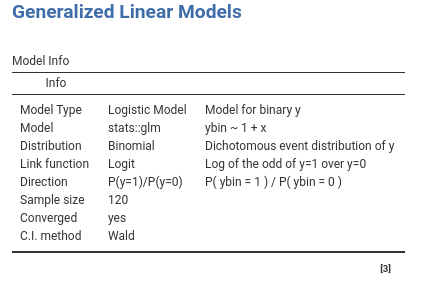 Generalized Linear Models
Model Info
Info
Model Type Logistic Model Model for binary y
Model stats::glm ybin ~ 1 + x
Distribution Binomial Dichotomous event distribution of y
Link function Logit Log of the odd of y=1 over y=0
Direction P(y=1)/P(y=0) P( ybin = 1 ) / P( ybin = 0 )
Sample size 120
Converged yes
C.I. method Wald
[3]